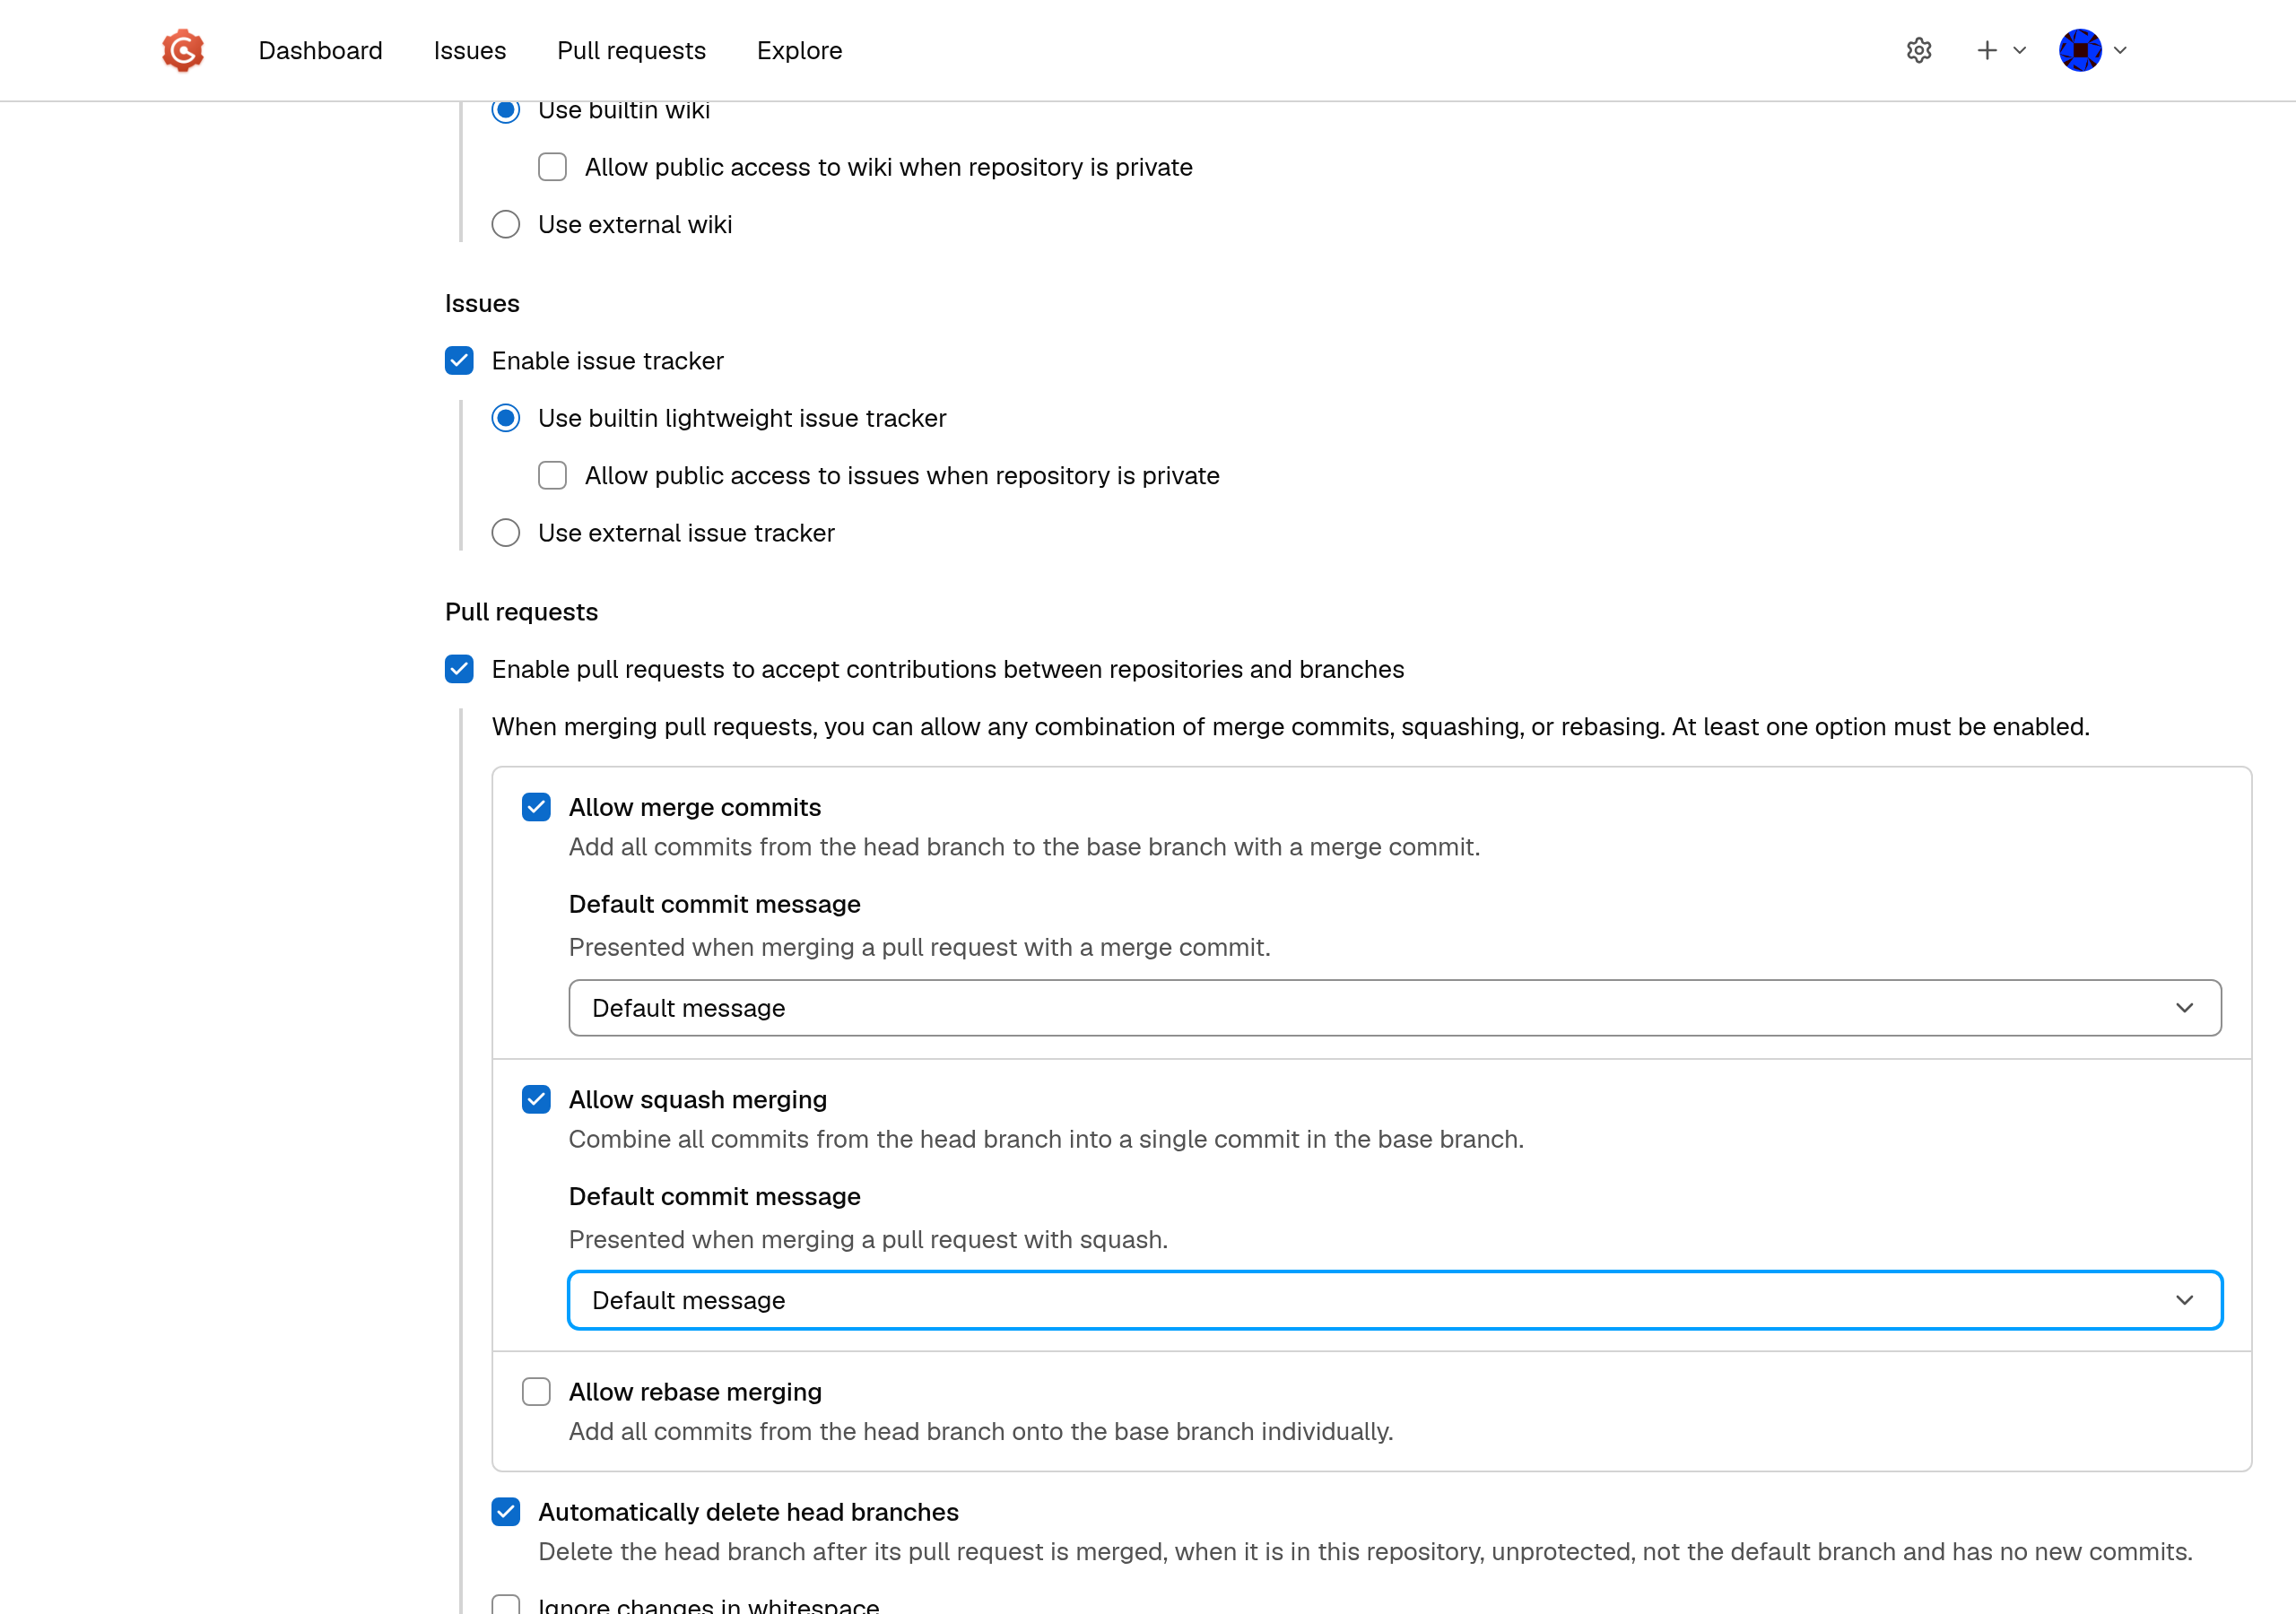 Dashboard Issues Pull requests Explore
Use builtin wiki
Allow public access to wiki when repository is private
Use external wiki
Issues
Enable issue tracker
Use builtin lightweight issue tracker
Allow public access to issues when repository is private
Use external issue tracker
Pull requests
Enable pull requests to accept contributions between repositories and branches
When merging pull requests, you can allow any combination of merge commits, squashing, or rebasing. At least one option must be enabled.
Allow merge commits
Add all commits from the head branch to the base branch with a merge commit.
Default commit message
Presented when merging a pull request with a merge commit.
Default message
Allow squash merging
Combine all commits from the head branch into a single commit in the base branch.
Default commit message
Presented when merging a pull request with squash.
Default message
Allow rebase merging
Add all commits from the head branch onto the base branch individually.
Automatically delete head branches
Delete the head branch after its pull request is merged, when it is in this repository, unprotected, not the default branch and has no new commits.
Ignore changes in whitespace